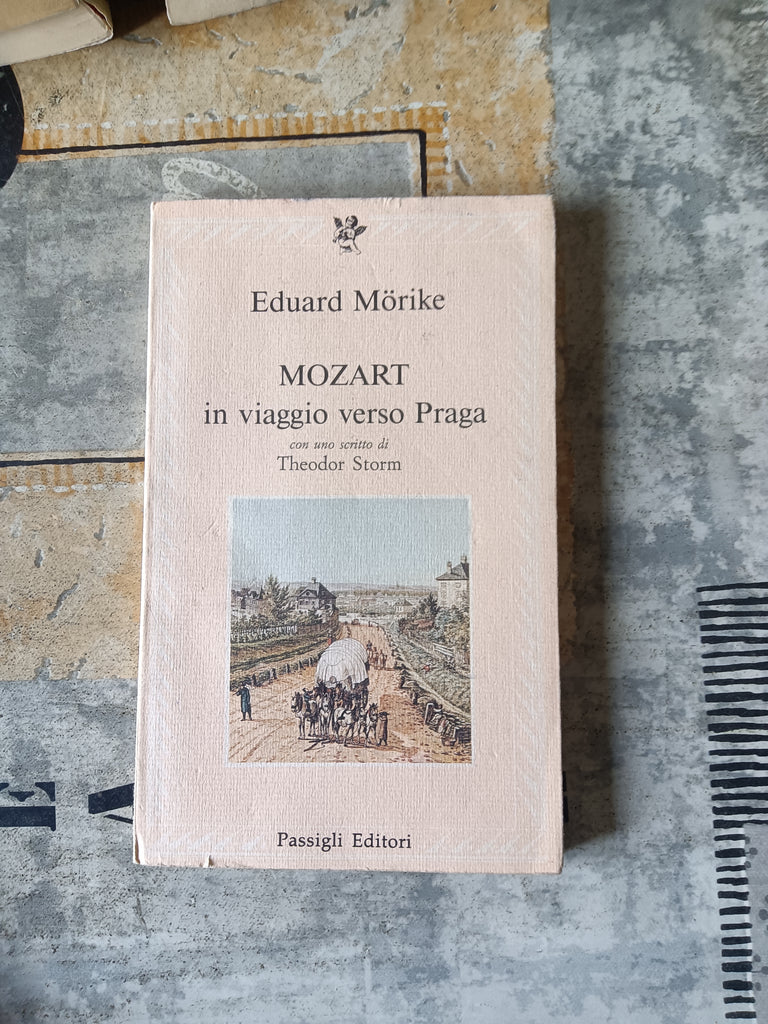 Eduard Mörike
MOZART
in viaggio verso Praga
con uno scritto di
Theodor Storm
Passigli Editori